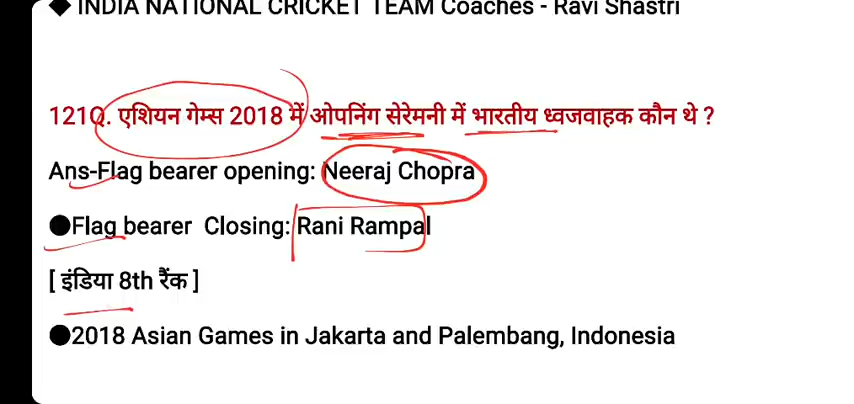 ◆ INDIA NATIONAL CRICKET TEAM Coaches - Ravi Shastri
121Q. एशियन गेम्स 2018 में ओपनिंग सेरेमनी में भारतीय ध्वजवाहक कौन थे ?
Ans-Flag bearer opening: Neeraj Chopra
●Flag bearer Closing: Rani Rampal
[ इंडिया 8th रैंक ]
●2018 Asian Games in Jakarta and Palembang, Indonesia